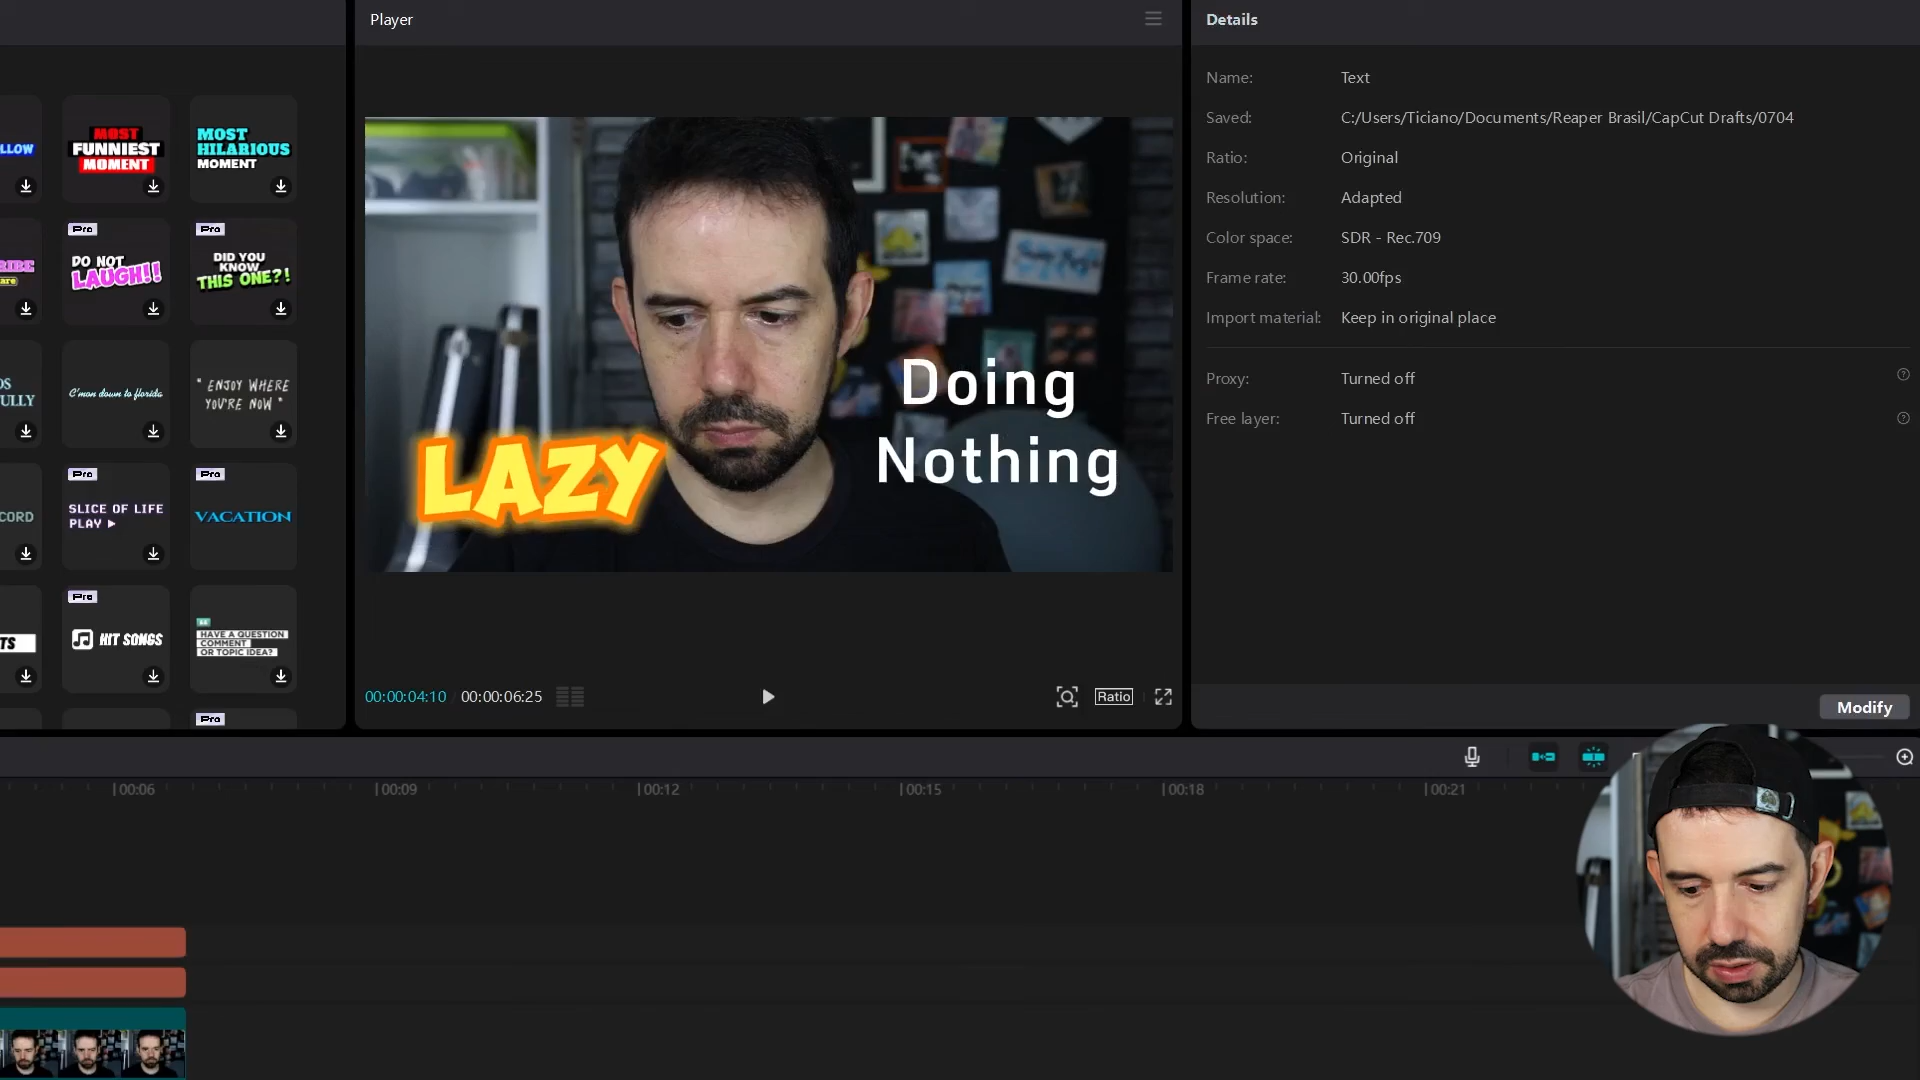 Player
Details
LLOW
MOST
FUNNIEST
MOMENT
MOST
HILARIOUS
MOMENT
RIBE
are
Pro
DO NOT
LAUGH!!
Pro
DID YOU
KNOW
THIS ONE?!
OS
ULLY
C'mon down to florida
" ENJOY WHERE
YOU'RE NOW "
CORD
Pro
SLICE OF LIFE
PLAY
Pro
VACATION
TS
Pro
HIT SONGS
HAVE A QUESTION
COMMENT
OR TOPIC IDEA?
Pro
LAZY
Doing
Nothing
00:00:04:10 / 00:00:06:25
Ratio
Name: Text
Saved: C:/Users/Ticiano/Documents/Reaper Brasil/CapCut Drafts/0704
Ratio: Original
Resolution: Adapted
Color space: SDR - Rec.709
Frame rate: 30.00fps
Import material: Keep in original place
Proxy: Turned off
Free layer: Turned off
Modify
00:06 00:09 00:12 00:15 00:18 00:21